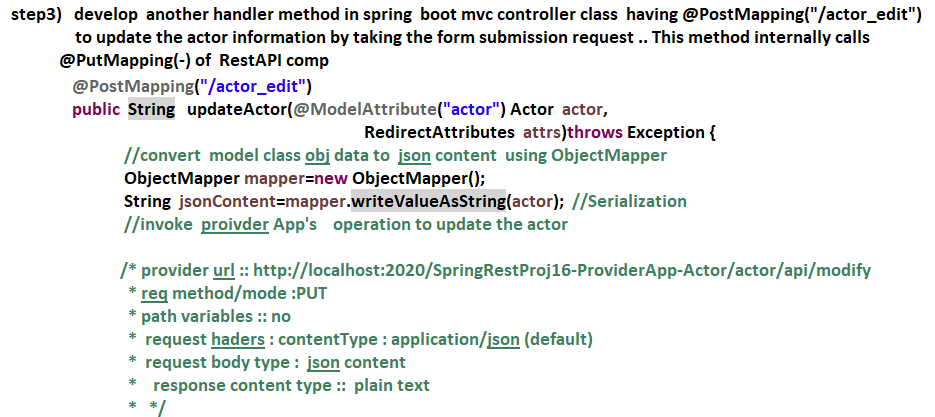 step3) develop another handler method in spring boot mvc controller class having @PostMapping("/actor_edit")
to update the actor information by taking the form submission request .. This method internally calls
@PutMapping(-) of RestAPI comp
@PostMapping("/actor_edit")
public String updateActor(@ModelAttribute("actor") Actor actor,
RedirectAttributes attrs)throws Exception {
//convert model class obj data to json content using ObjectMapper
ObjectMapper mapper=new ObjectMapper();
String jsonContent=mapper.writeValueAsString(actor); //Serialization
//invoke proivder App's operation to update the actor
/* provider url :: http://localhost:2020/SpringRestProj16-ProviderApp-Actor/actor/api/modify
* req method/mode :PUT
* path variables :: no
* request haders : contentType : application/json (default)
* request body type : json content
* response content type :: plain text
* */